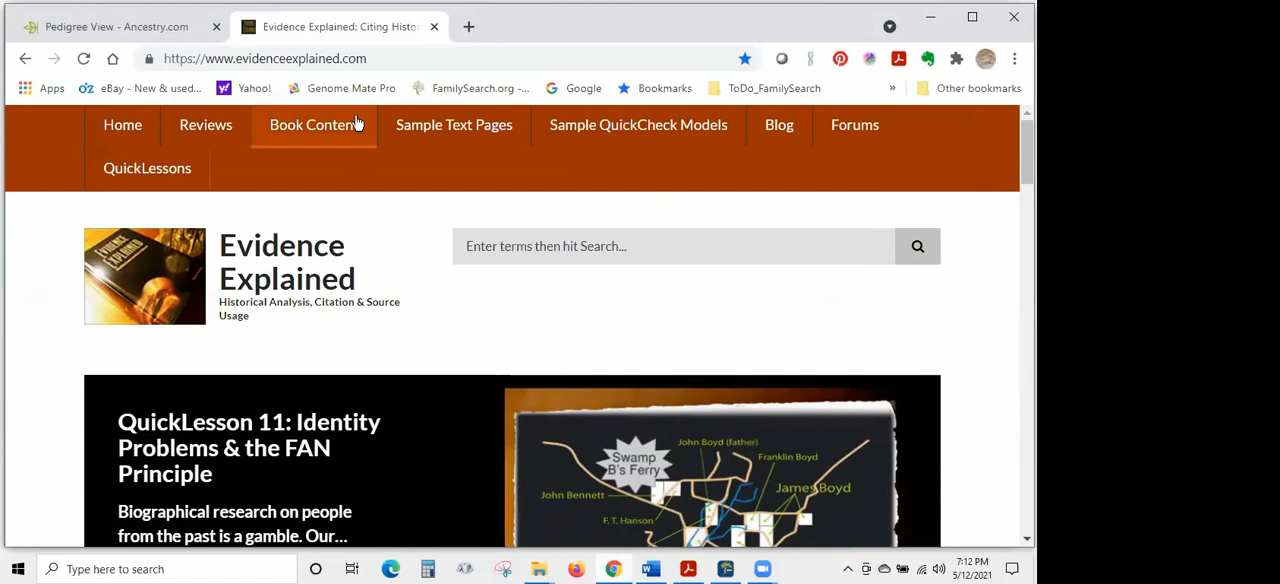 Pedigree View - Ancestry.com
Evidence Explained: Citing Histo
https://www.evidenceexplained.com
Apps eBay - New & used... Yahoo! Genome Mate Pro FamilySearch.org -... Google Bookmarks ToDo_FamilySearch » Other bookmarks
Home Reviews Book Conten Sample Text Pages Sample QuickCheck Models Blog Forums
QuickLessons
EVIDENCE
EXPLAINED
Evidence
Explained
Historical Analysis, Citation & Source
Usage
Enter terms then hit Search...
QuickLesson 11: Identity
Problems & the FAN
Principle
Biographical research on people
from the past is a gamble. Our...
John Boyd (father)
Swamp
B's Ferry
Franklin Boyd
James Boyd
John Bennett
F. T. Hanson
Type here to search
7:12 PM
5/12/2021